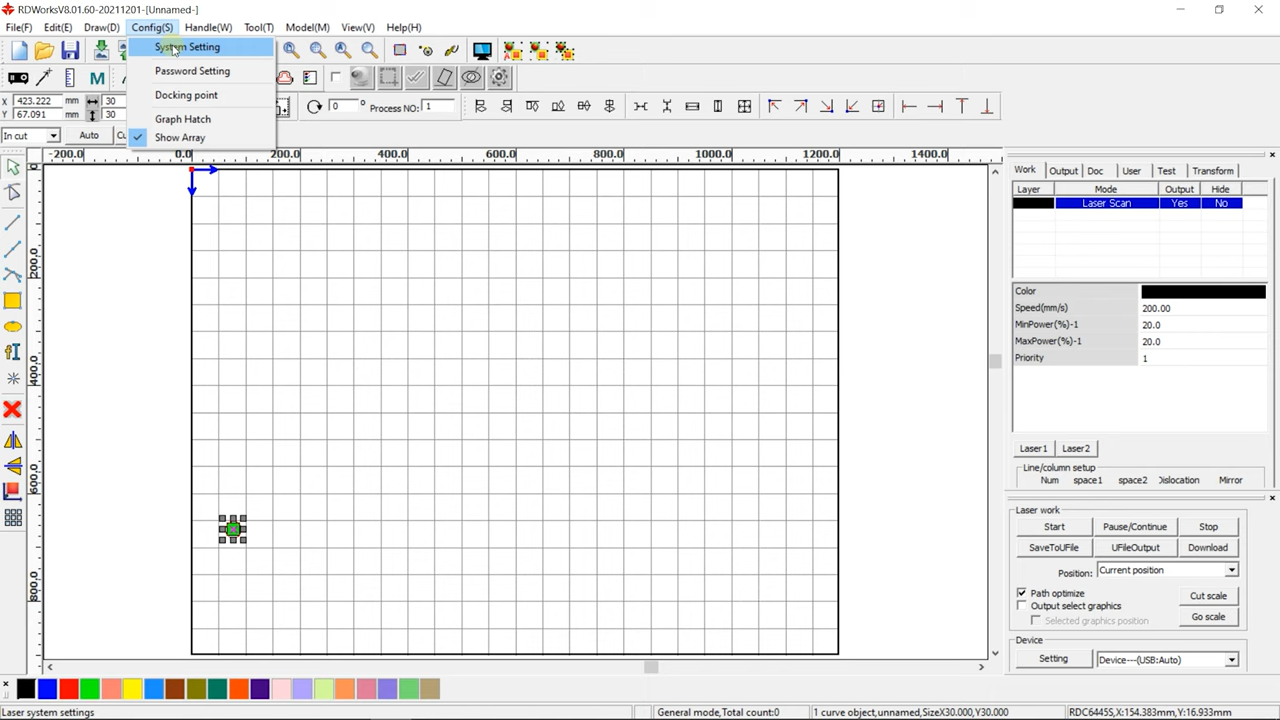 RDWorksV8.01.60-20211201-[Unnamed-]
File(F) Edit(E) Draw(D) Config(S) Handle(W) Tool(T) Model(M) View(V) Help(H)
System Setting
Password Setting
Docking point
Graph Hatch
Show Array
X 423.222 mm 30
Y 67.091 mm 30
0 ° Process NO: 1
In cut Auto Cu
-200.0 0.0 200.0 400.0 600.0 800.0 1000.0 1200.0 1400.0
0
200.0
400.0
600.0
800.0
Work Output Doc User Test Transform
Layer Mode Output Hide
Laser Scan Yes No
Color
Speed(mm/s) 200.00
MinPower(%)-1 20.0
MaxPower(%)-1 20.0
Priority 1
Laser1 Laser2
Line/column setup
Num space1 space2 Dislocation Mirror
Laser work
Start Pause/Continue Stop
SaveToUFile UFileOutput Download
Position: Current position
Path optimize
Output select graphics
Selected graphics position
Cut scale
Go scale
Device
Setting Device---(USB:Auto)
Laser system settings General mode,Total count:0 1 curve object,unnamed,SizeX30.000,Y30.000 RDC6445S,X:154.383mm,Y:16.933mm